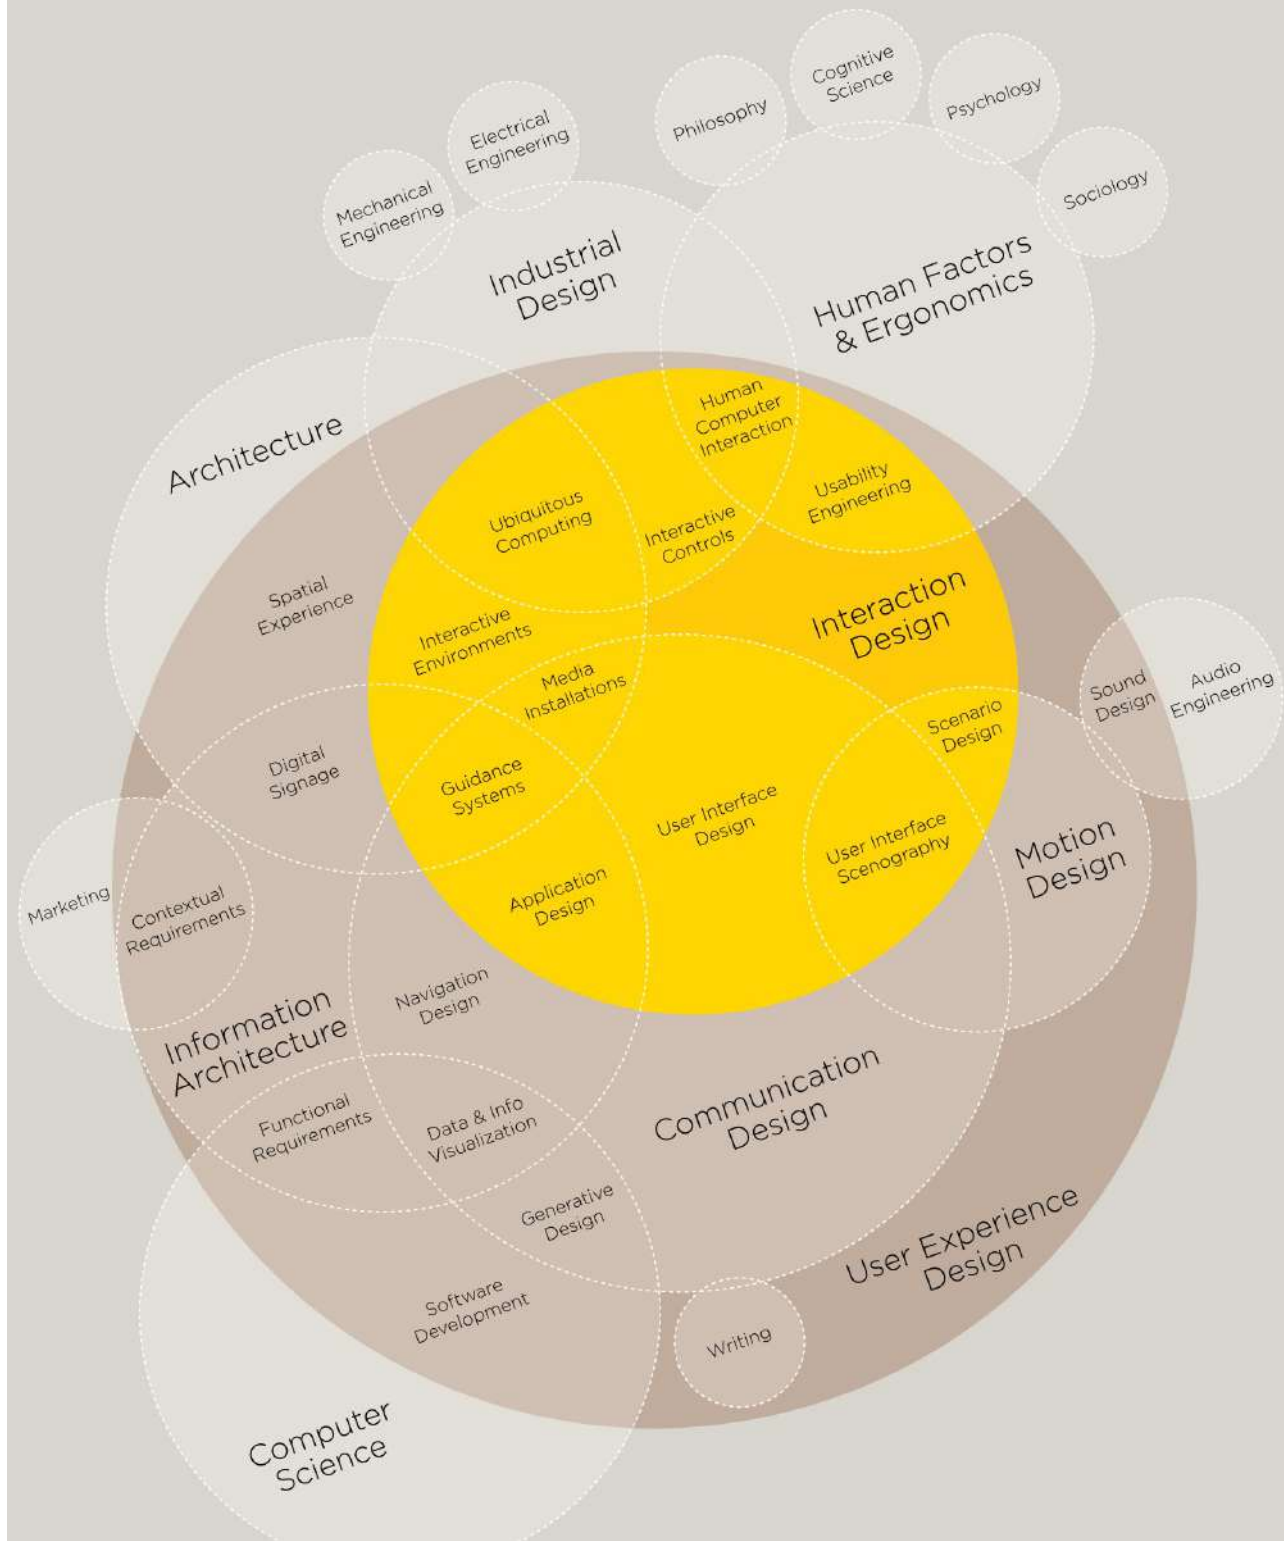 Cognitive
Science
Psychology
Philosophy
Electrical
Engineering
Sociology
Mechanical
Engineering
Industrial
Design
Human Factors
& Ergonomics
Architecture
Human
Computer
Interaction
Usability
Engineering
Ubiquitous
Computing
Interactive
Controls
Spatial
Experience
Interactive
Environments
Interaction
Design
Media
Installations
Sound
Design
Audio
Engineering
Scenario
Design
Digital
Signage
Guidance
Systems
User Interface
Design
User Interface
Scenography
Motion
Design
Marketing
Contextual
Requirements
Application
Design
Navigation
Design
Information
Architecture
Communication
Design
Functional
Requirements
Data & Info
Visualization
Generative
Design
User Experience
Design
Software
Development
Writing
Computer
Science